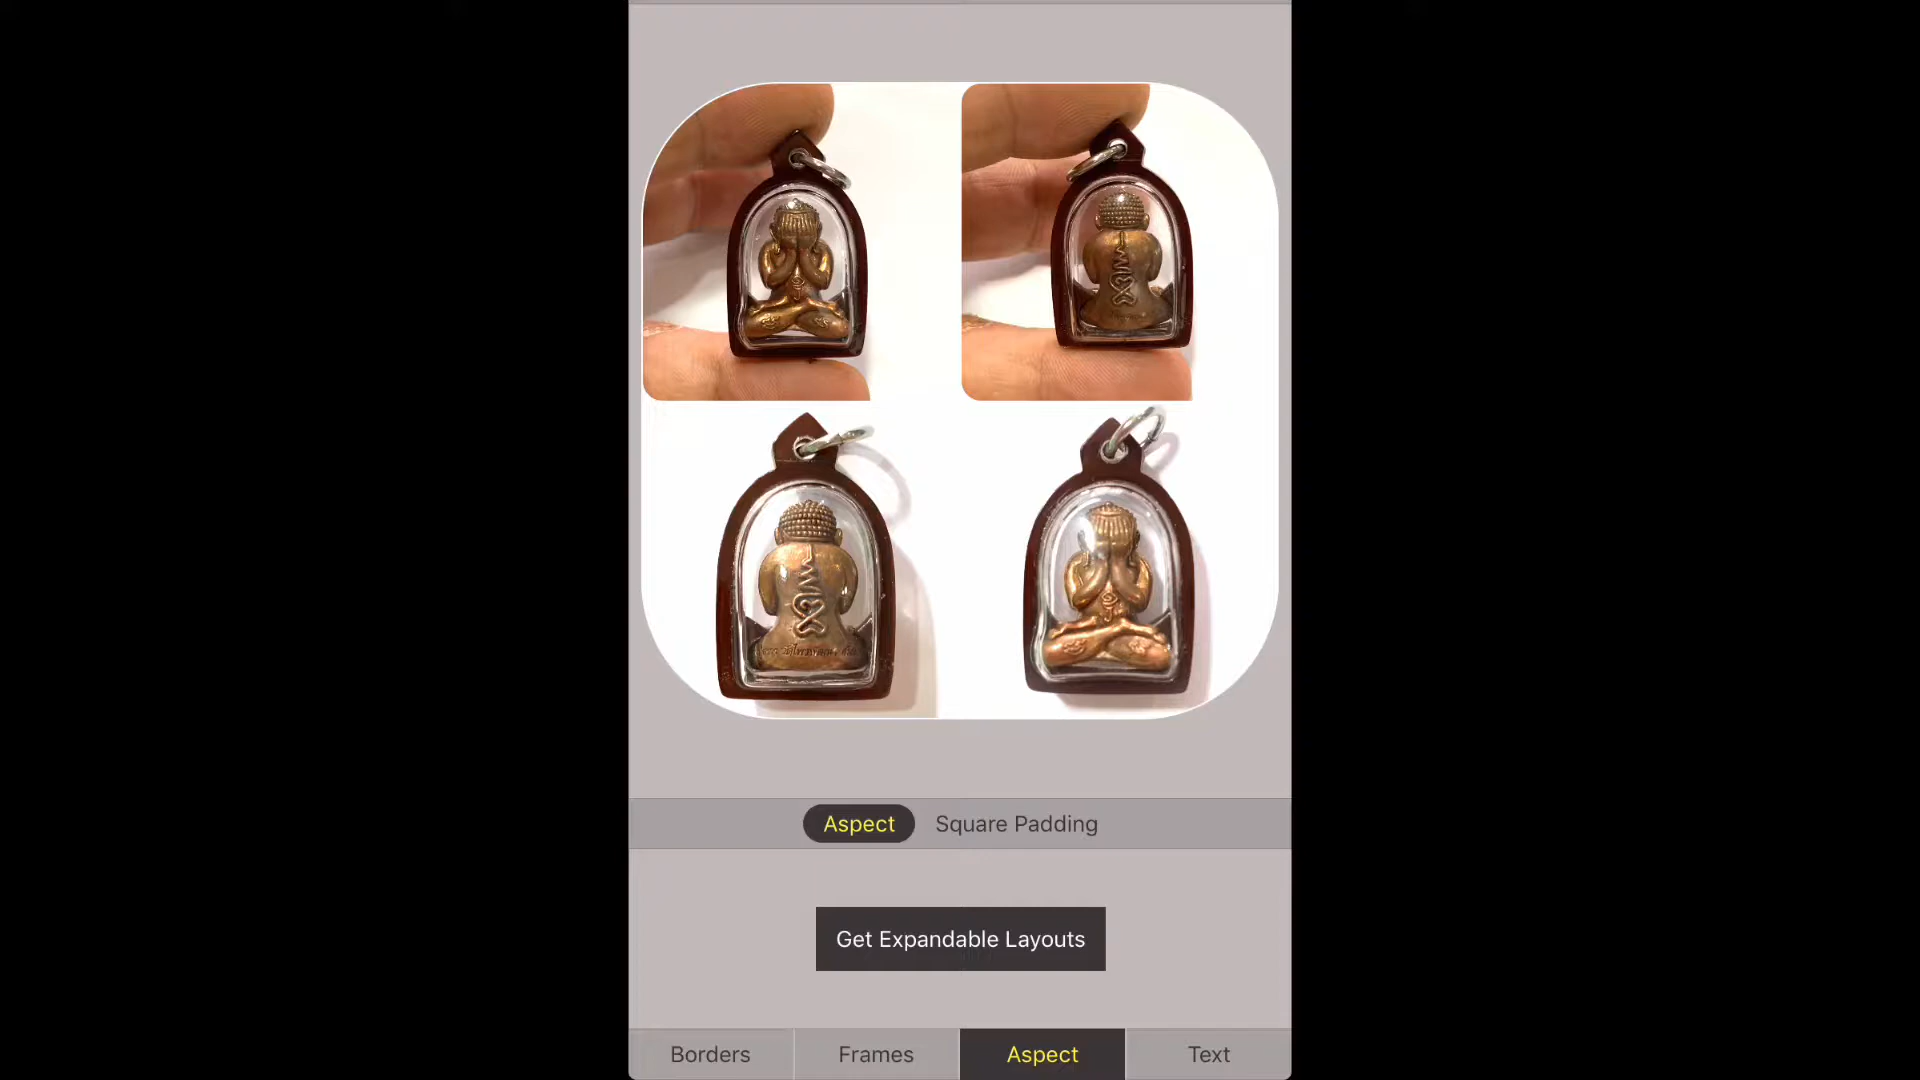 Aspect Square Padding
Get Expandable Layouts
Borders Frames Aspect Text